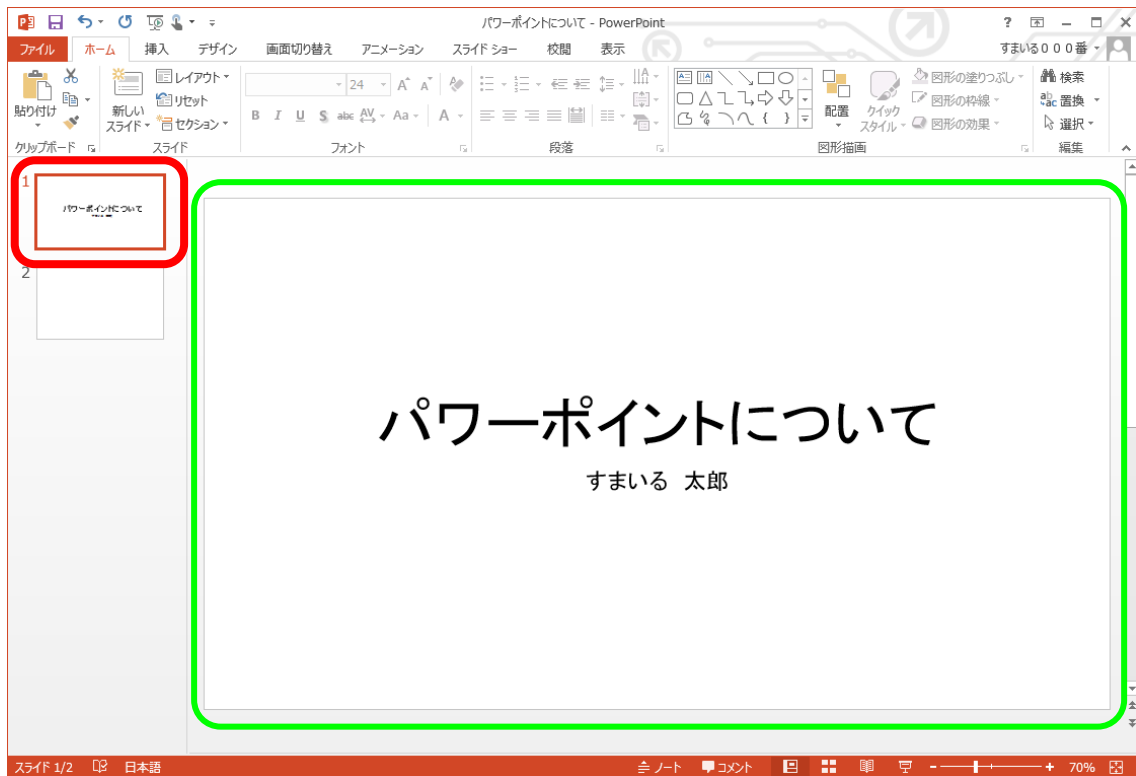 パワーポイントについて - PowerPoint
?
ファイル ホーム 挿入 デザイン 画面切り替え アニメーション スライド ショー 校閲 表示 すまいる０００番
貼り付け
新しい
スライド
レイアウト
リセット
セクション
24 A A
B I U S abc AV Aa A
配置
クイック
スタイル
図形の塗りつぶし
図形の枠線
図形の効果
検索
置換
選択
クリップボード スライド フォント 段落 図形描画 編集
1
パワーポイントについて
2
パワーポイントについて
すまいる 太郎
スライド 1/2 日本語 ノート コメント - + 70%